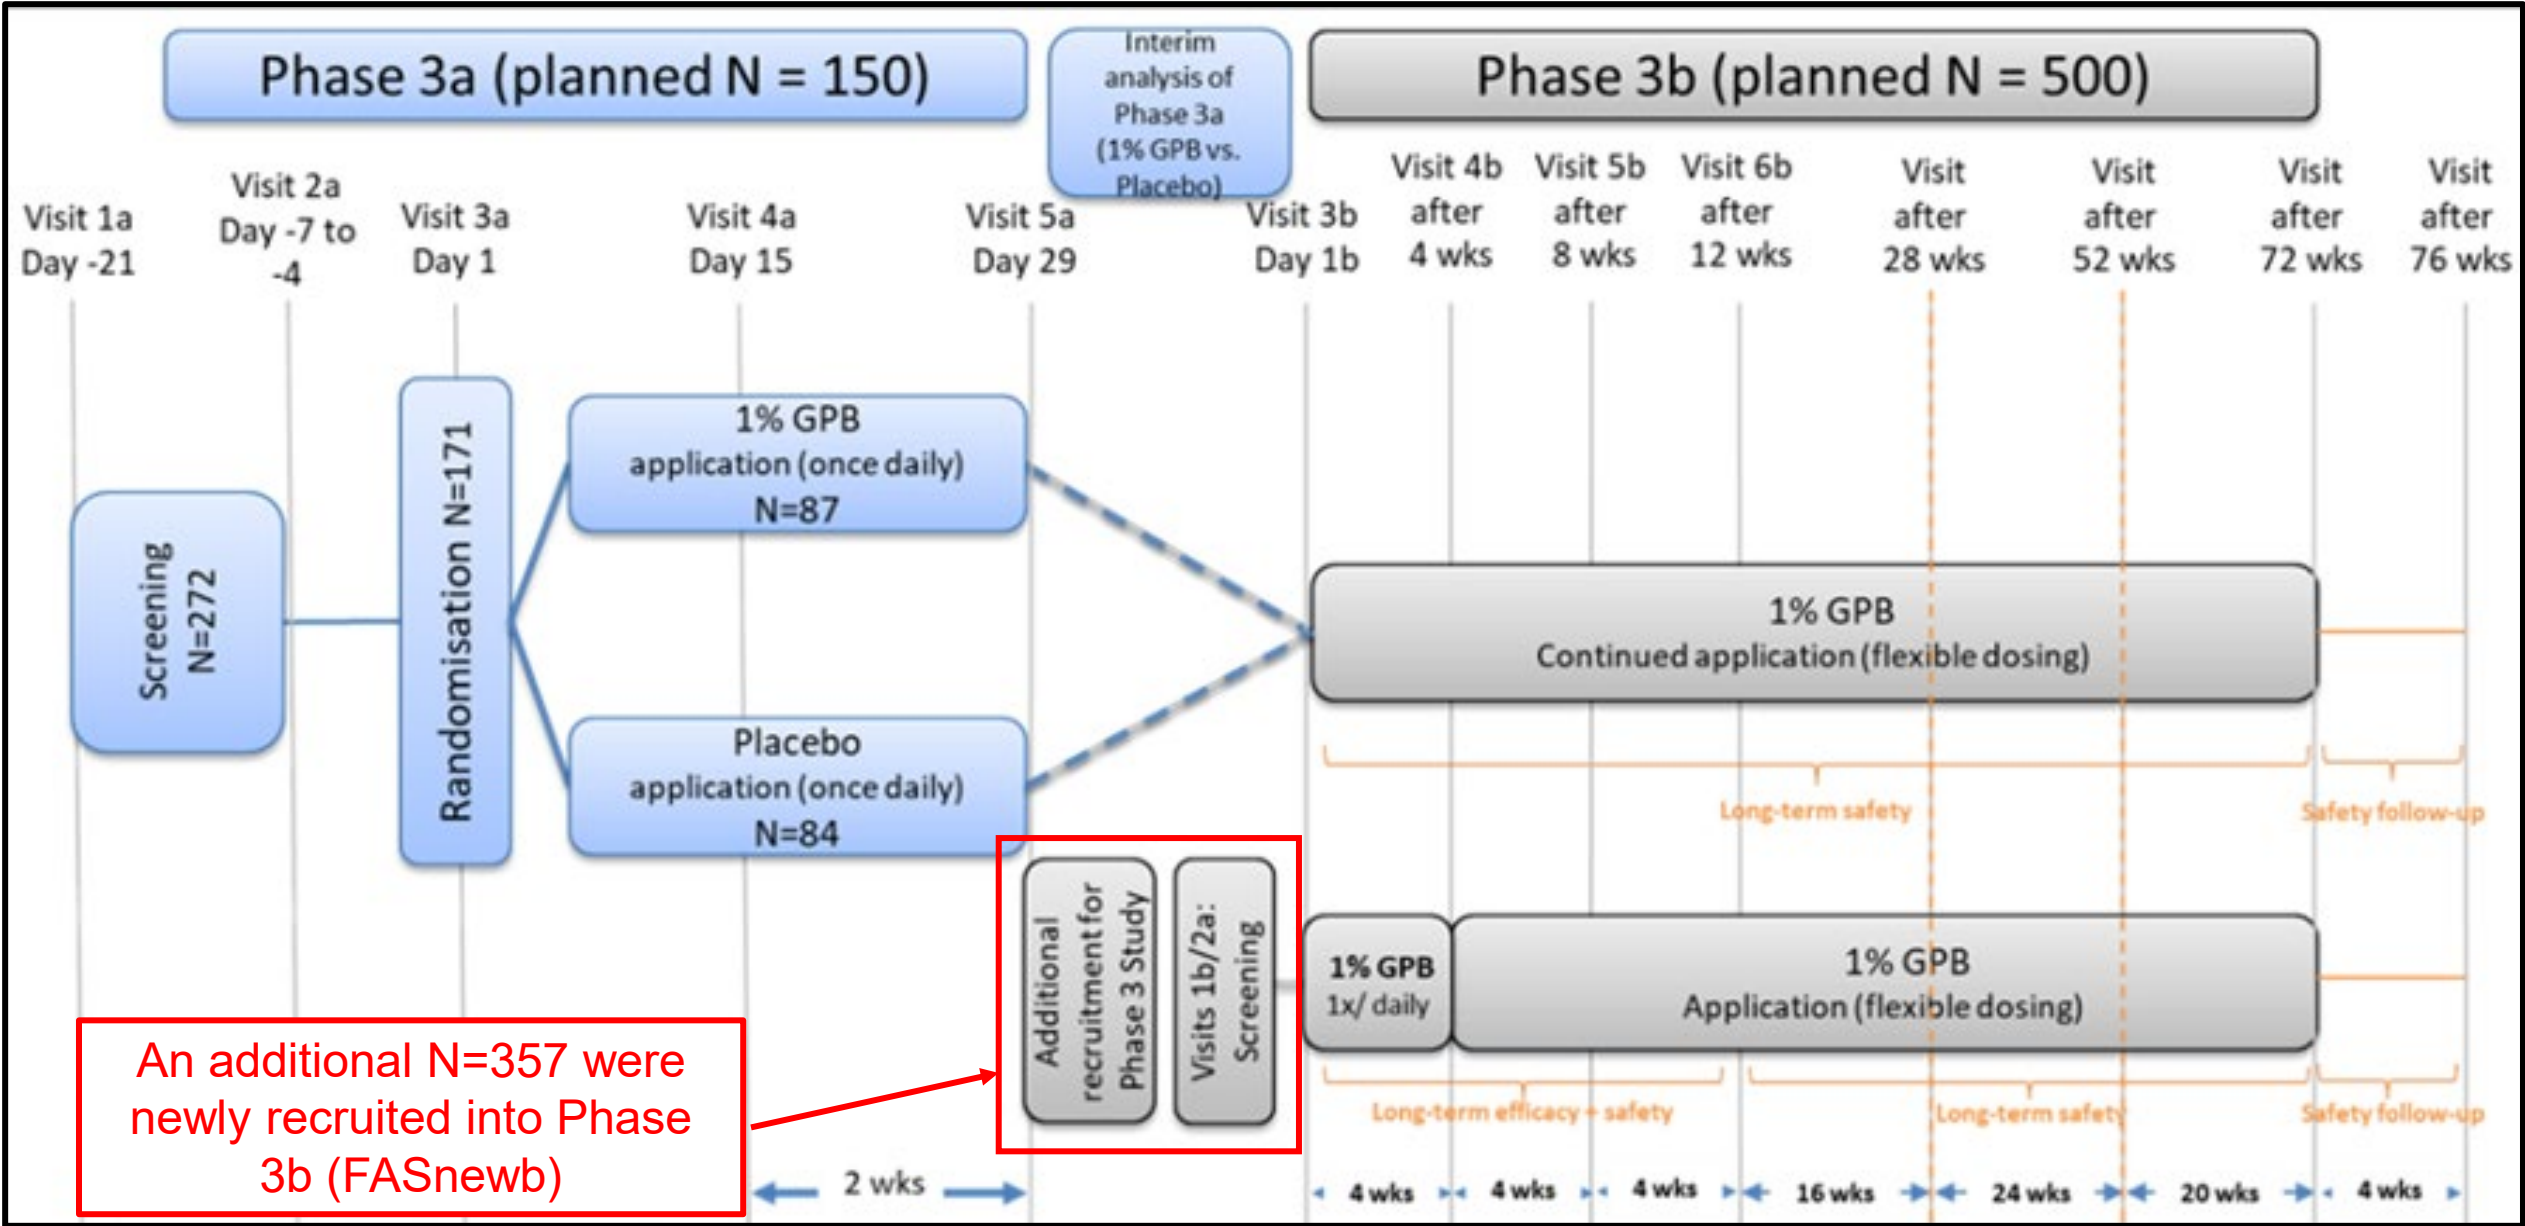 Phase 3a (planned N = 150)
Interim
analysis of
Phase 3a
(1% GPB vs.
Placebo)
Phase 3b (planned N = 500)
Visit 1a
Day -21
Visit 2a
Day -7 to
-4
Visit 3a
Day 1
Visit 4a
Day 15
Visit 5a
Day 29
Visit 3b
Day 1b
Visit 4b
after
4 wks
Visit 5b
after
8 wks
Visit 6b
after
12 wks
Visit
after
28 wks
Visit
after
52 wks
Visit
after
72 wks
Visit
after
76 wks
Screening
N=272
Randomisation N=171
1% GPB
application (once daily)
N=87
Placebo
application (once daily)
N=84
1% GPB
Continued application (flexible dosing)
Long-term safety
Safety follow-up
Additional
recruitment for
Phase 3 Study
Visits 1b/2a:
Screening
1% GPB
1x/ daily
1% GPB
Application (flexible dosing)
Long-term efficacy + safety
Long-term safety
Safety follow-up
An additional N=357 were
newly recruited into Phase
3b (FASnewb)
2 wks
4 wks
4 wks
4 wks
16 wks
24 wks
20 wks
4 wks